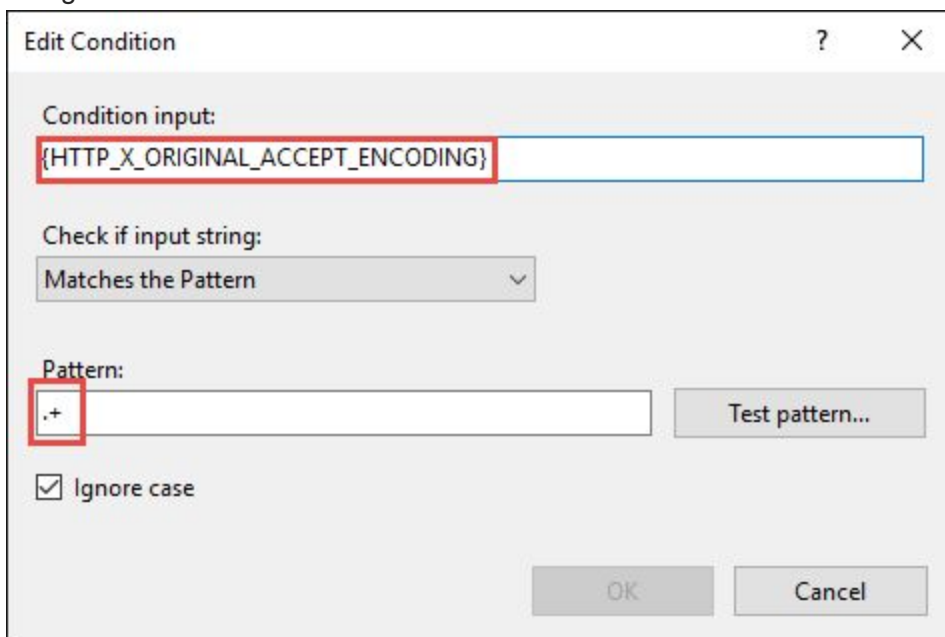 Edit Condition ? ×
Condition input:
{HTTP_X_ORIGINAL_ACCEPT_ENCODING}
Check if input string:
Matches the Pattern
Pattern:
.+ Test pattern...
Ignore case
OK Cancel